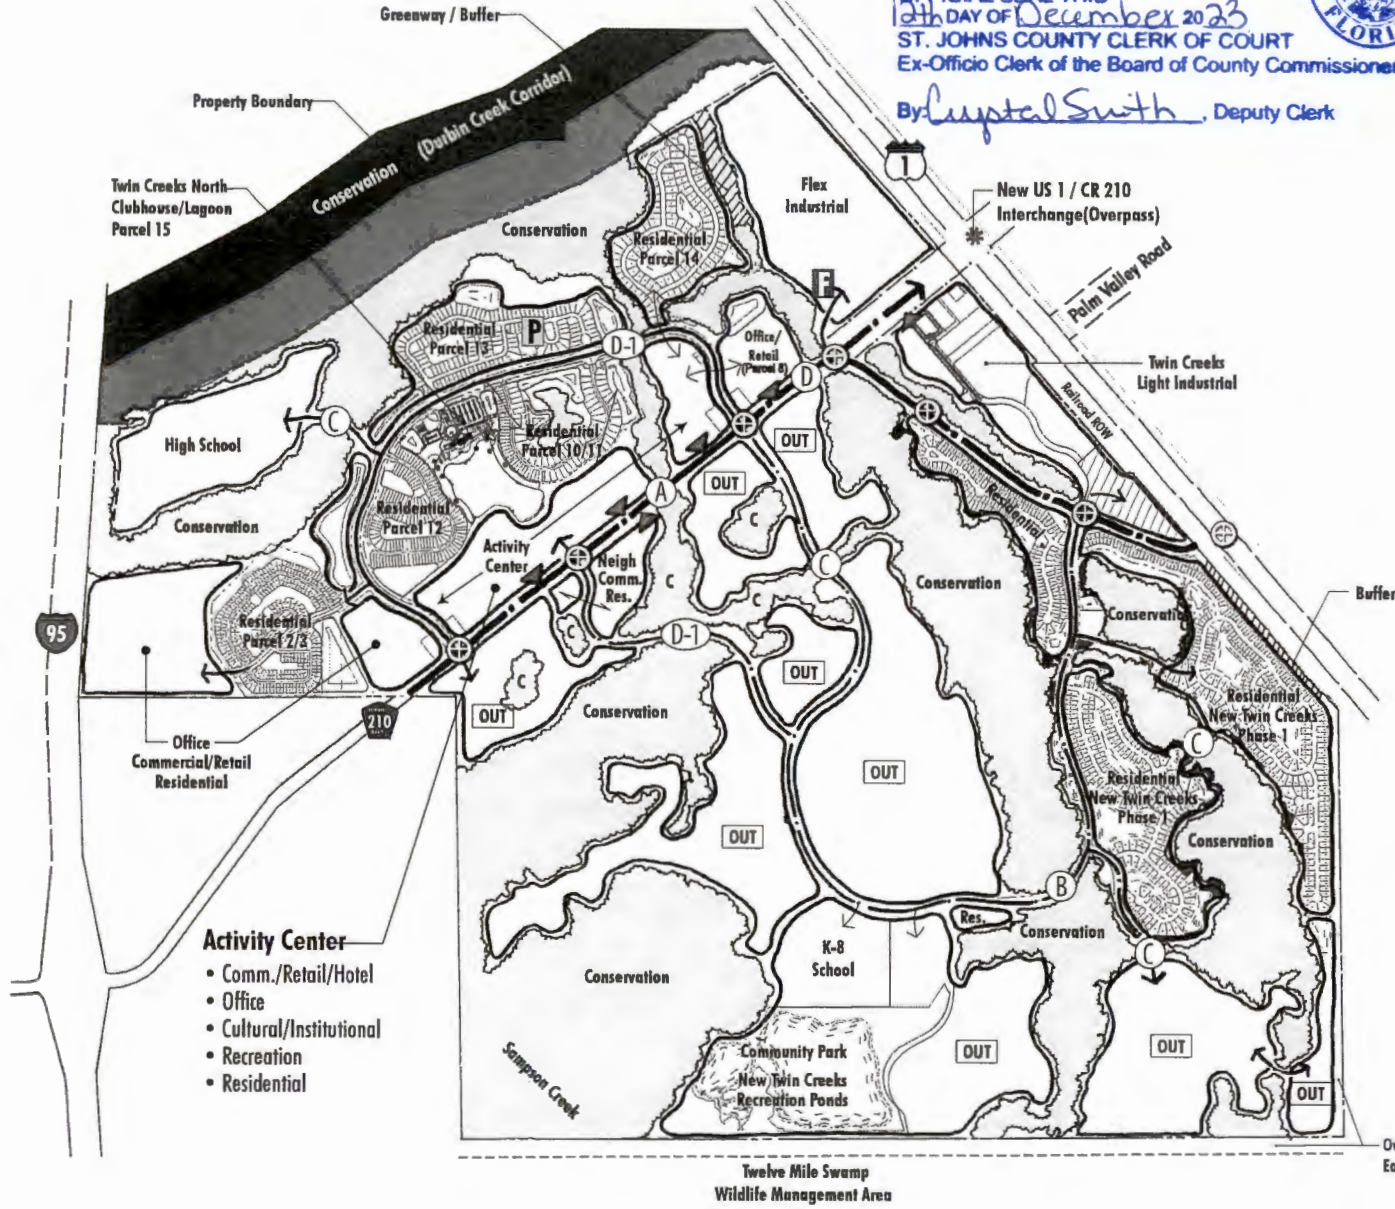 12th DAY OF December 2023
ST. JOHNS COUNTY CLERK OF COURT
Ex-Officio Clerk of the Board of County Commissioner
By: Crystal Smith, Deputy Clerk
FLORI
Greenway / Buffer
Property Boundary
Conservation (Durbin Creek Corridor)
Twin Creeks North
Clubhouse/Lagoon
Parcel 15
Conservation
Residential
Parcel 14
Flex
Industrial
1
New US 1 / CR 210
Interchange(Overpass)
Palm Valley Road
F
Residential
Parcel 13
P
D-1
Office/
Retail
(Parcel 8)
D
Twin Creeks
Light Industrial
Railroad ROW
High School
C
Residential
Parcel 10/11
OUT
OUT
A
C
Conservation
Residential
Parcel 12
Residential
Activity
Center
Neigh
Comm.
Res.
C
C
C
Conservation
Conservation
Buffer
95
Residential
Parcel 2/3
C
D-1
OUT
C
OUT
Conservation
210
Office
Commercial/Retail
Residential
Residential
New Twin Creeks
Phase 1
C
OUT
Residential
New Twin Creeks
Phase 1
OUT
Conservation
B
Activity Center
• Comm./Retail/Hotel
• Office
• Cultural/Institutional
• Recreation
• Residential
Res.
Conservation
K-8
School
C
Conservation
Sampson Creek
Community Park
New Twin Creeks
Recreation Ponds
OUT
OUT
OUT
Twelve Mile Swamp
Wildlife Management Area